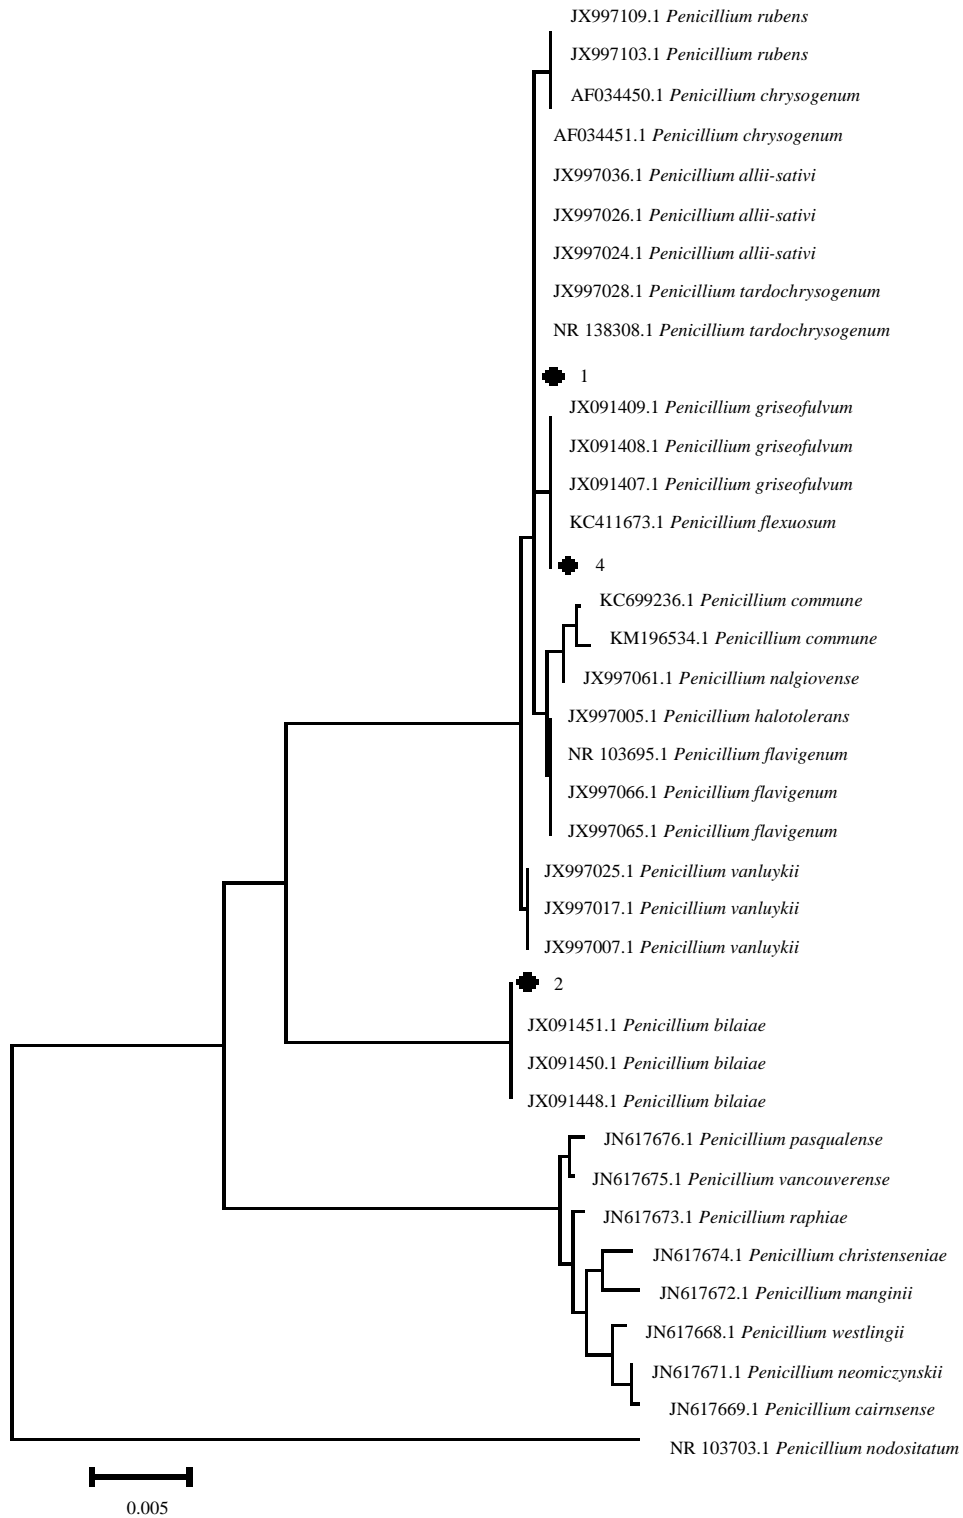 JX997109.1 Penicillium rubens
JX997103.1 Penicillium rubens
AF034450.1 Penicillium chrysogenum
AF034451.1 Penicillium chrysogenum
JX997036.1 Penicillium allii-sativi
JX997026.1 Penicillium allii-sativi
JX997024.1 Penicillium allii-sativi
JX997028.1 Penicillium tardochrysogenum
NR 138308.1 Penicillium tardochrysogenum
1
JX091409.1 Penicillium griseofulvum
JX091408.1 Penicillium griseofulvum
JX091407.1 Penicillium griseofulvum
KC411673.1 Penicillium flexuosum
4
KC699236.1 Penicillium commune
KM196534.1 Penicillium commune
JX997061.1 Penicillium nalgiovense
JX997005.1 Penicillium halotolerans
NR 103695.1 Penicillium flavigenum
JX997066.1 Penicillium flavigenum
JX997065.1 Penicillium flavigenum
JX997025.1 Penicillium vanluykii
JX997017.1 Penicillium vanluykii
JX997007.1 Penicillium vanluykii
2
JX091451.1 Penicillium bilaiae
JX091450.1 Penicillium bilaiae
JX091448.1 Penicillium bilaiae
JN617676.1 Penicillium pasqualense
JN617675.1 Penicillium vancouverense
JN617673.1 Penicillium raphiae
JN617674.1 Penicillium christenseniae
JN617672.1 Penicillium manginii
JN617668.1 Penicillium westlingii
JN617671.1 Penicillium neomiczynskii
JN617669.1 Penicillium cairnsense
NR 103703.1 Penicillium nodositatum
0.005